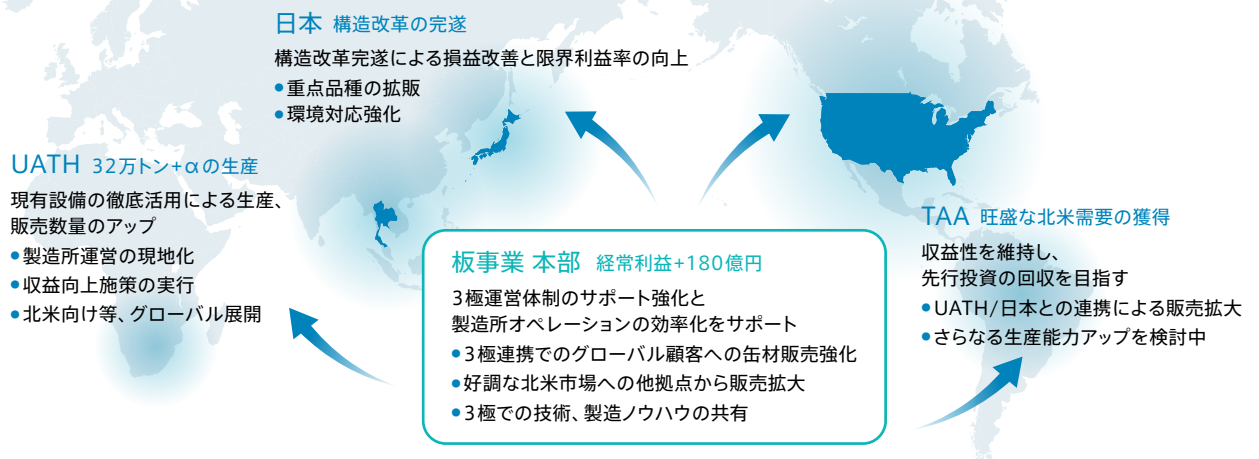 日本 構造改革の完遂
構造改革完遂による損益改善と限界利益率の向上
●重点品種の拡販
●環境対応強化
UATH 32万トン+αの生産
現有設備の徹底活用による生産、
販売数量のアップ
●製造所運営の現地化
●収益向上施策の実行
●北米向け等、グローバル展開
板事業 本部 経常利益+180億円
3極運営体制のサポート強化と
製造所オペレーションの効率化をサポート
●3極連携でのグローバル顧客への缶材販売強化
●好調な北米市場への他拠点から販売拡大
●3極での技術、製造ノウハウの共有
TAA 旺盛な北米需要の獲得
収益性を維持し、
先行投資の回収を目指す
●UATH/日本との連携による販売拡大
●さらなる生産能力アップを検討中